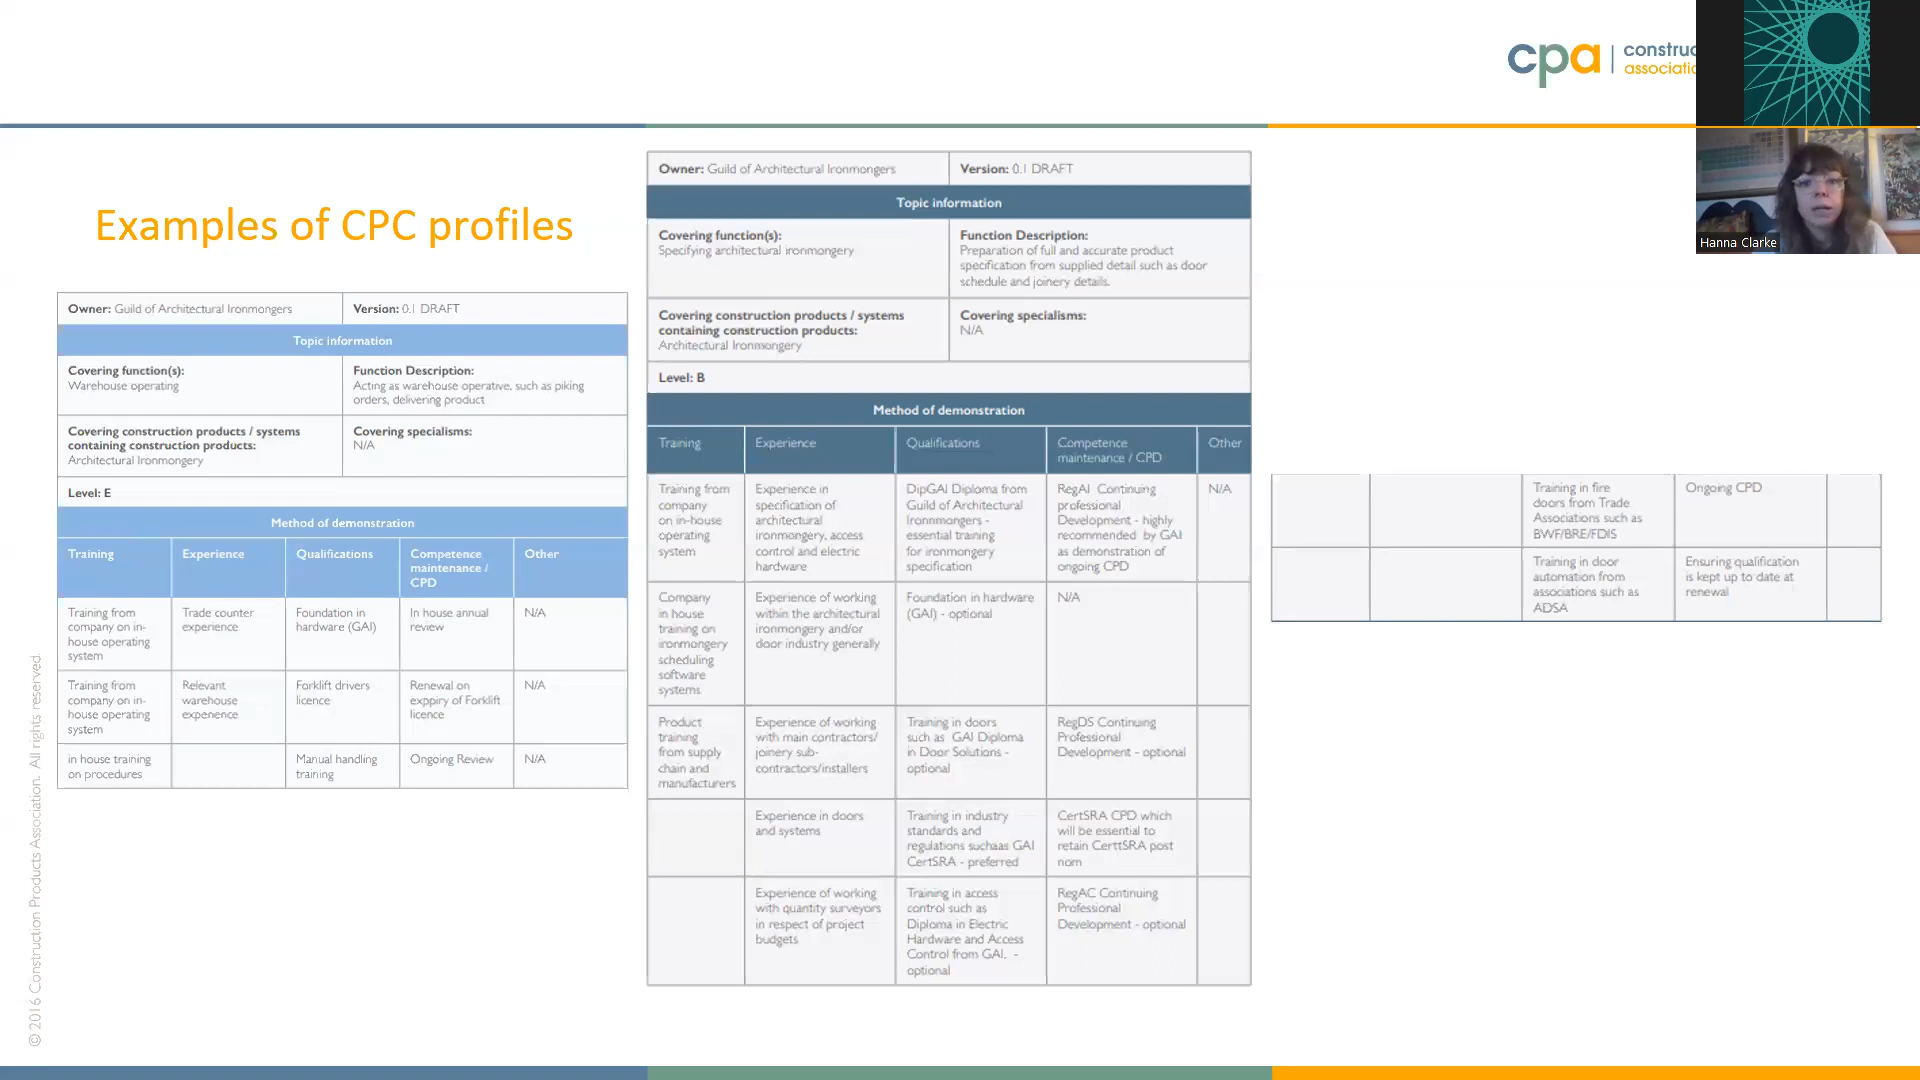 cpa
construc
associatio
Hanna Clarke
Examples of CPC profiles
Owner: Guild of Architectural Ironmongers
Version: 0.1 DRAFT
Topic information
Covering function(s):
Warehouse operating
Function Description:
Acting as warehouse operative, such as piking
orders, delivering product
Covering construction products / systems
containing construction products:
Architectural Ironmongery
Covering specialisms:
N/A
Level: E
Method of demonstration
Training
Experience
Qualifications
Competence
maintenance /
CPD
Other
Training from
company on in-
house operating
system
Trade counter
experience
Foundation in
hardware (GAI)
In house annual
review
N/A
Training from
company on in-
house operating
system
Relevant
warehouse
experience
Forklift drivers
licence
Renewal on
exppiry of Forklift
licence
N/A
in house training
on procedures
Manual handling
training
Ongoing Review
N/A
Owner: Guild of Architectural Ironmongers
Version: 0.1 DRAFT
Topic information
Covering function(s):
Specifying architectural ironmongery
Function Description:
Preparation of full and accurate product
specification from supplied detail such as door
schedule and joinery details.
Covering construction products / systems
containing construction products:
Architectural Ironmongery
Covering specialisms:
N/A
Level: B
Method of demonstration
Training
Experience
Qualifications
Competence
maintenance / CPD
Other
Training from
company
on in-house
operating
system
Experience in
specification of
architectural
ironmongery, access
control and electric
hardware
DipGAI Diploma from
Guild of Architectural
Ironnmongers -
essential training
for ironmongery
specification
RegAI Continuing
professional
Development - highly
recommended by GAI
as demonstration of
ongoing CPD
N/A
Company
in house
training on
ironmongery
scheduling
software
systems
Experience of working
within the architectural
ironmongery and/or
door industry generally
Foundation in hardware
(GAI) - optional
N/A
Product
training
from supply
chain and
manufacturers
Experience of working
with main contractors/
joinery sub-
contractors/installers
Training in doors
such as GAI Diploma
in Door Solutions -
optional
RegDS Continuing
Professional
Development - optional
Experience in doors
and systems
Training in industry
standards and
regulations suchaas GAI
CertSRA - preferred
CertSRA CPD which
will be essential to
retain CerttSRA post
nom
Experience of working
with quantity surveyors
in respect of project
budgets
Training in access
control such as
Diploma in Electric
Hardware and Access
Control from GAI. -
optional
RegAC Continuing
Professional
Development - optional
Training in fire
doors from Trade
Associations such as
BWF/BRE/FDIS
Ongoing CPD
Training in door
automation from
associations such as
ADSA
Ensuring qualification
is kept up to date at
renewal
© 2016 Construction Products Association. All rights reserved.